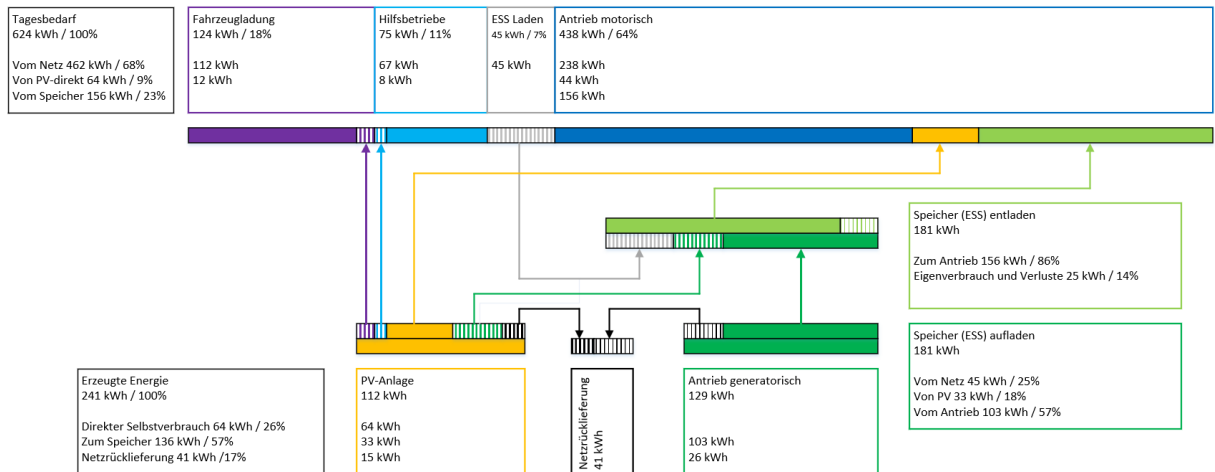 Tagesbedarf
624 kWh / 100%
Vom Netz 462 kWh / 68%
Von PV-direkt 64 kWh / 9%
Vom Speicher 156 kWh / 23%
Fahrzeugladung
124 kWh / 18%
112 kWh
12 kWh
Hilfsbetriebe
75 kWh / 11%
67 kWh
8 kWh
ESS Laden
45 kWh / 7%
45 kWh
Antrieb motorisch
438 kWh / 64%
238 kWh
44 kWh
156 kWh
Speicher (ESS) entladen
181 kWh
Zum Antrieb 156 kWh / 86%
Eigenverbrauch und Verluste 25 kWh / 14%
Speicher (ESS) aufladen
181 kWh
Vom Netz 45 kWh / 25%
Von PV 33 kWh / 18%
Vom Antrieb 103 kWh / 57%
Erzeugte Energie
241 kWh / 100%
Direkter Selbstverbrauch 64 kWh / 26%
Zum Speicher 136 kWh / 57%
Netzrücklieferung 41 kWh /17%
PV-Anlage
112 kWh
64 kWh
33 kWh
15 kWh
Netzrücklieferung
41 kWh
Antrieb generatorisch
129 kWh
103 kWh
26 kWh